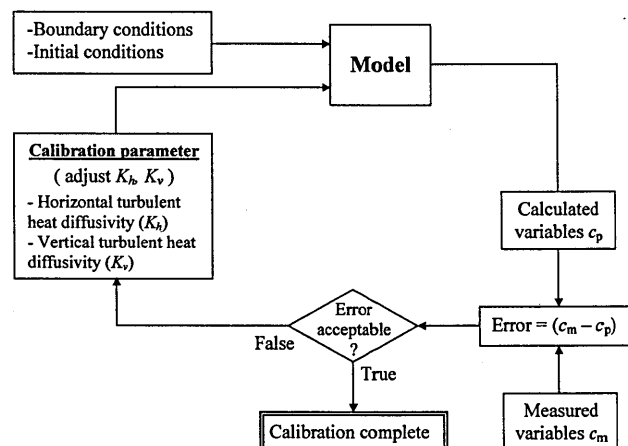 -Boundary conditions
-Initial conditions
Model
Calibration parameter
( adjust Kh, Kv )
- Horizontal turbulent
heat diffusivity (Kh)
- Vertical turbulent heat
diffusivity (Kv)
Calculated
variables cp
Error
acceptable
?
False
True
Error = (cm – cp)
Calibration complete
Measured
variables cm